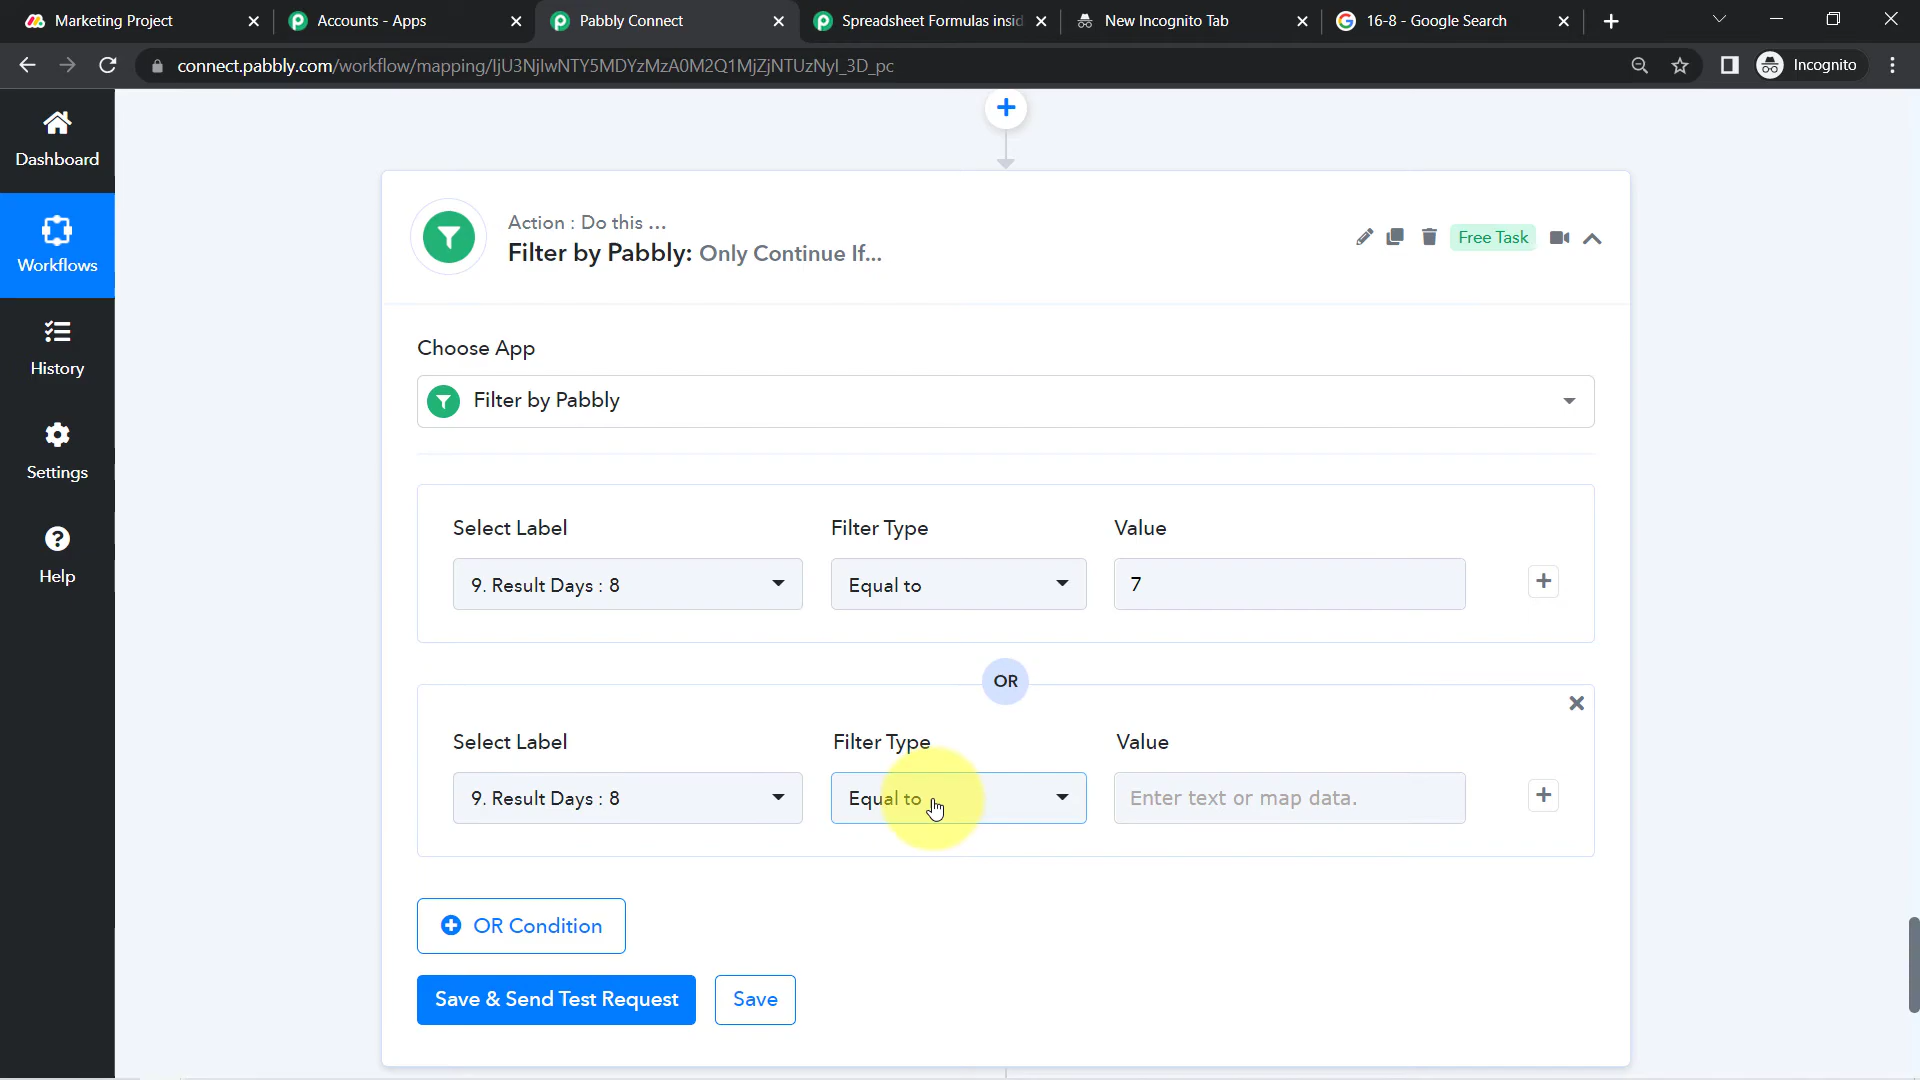 Marketing Project
Accounts - Apps
Pabbly Connect
Spreadsheet Formulas insid
New Incognito Tab
16-8 - Google Search
connect.pabbly.com/workflow/mapping/IjU3NjIwNTY5MDYzMzA0M2Q1MjZjNTUzNyI_3D_pc
Incognito
Dashboard
Workflows
History
Settings
Help
Action : Do this ...
Filter by Pabbly: Only Continue If...
Free Task
Choose App
Filter by Pabbly
Select Label
Filter Type
Value
9. Result Days : 8
Equal to
7
OR
Select Label
Filter Type
Value
9. Result Days : 8
Equal to
Enter text or map data.
OR Condition
Save & Send Test Request
Save